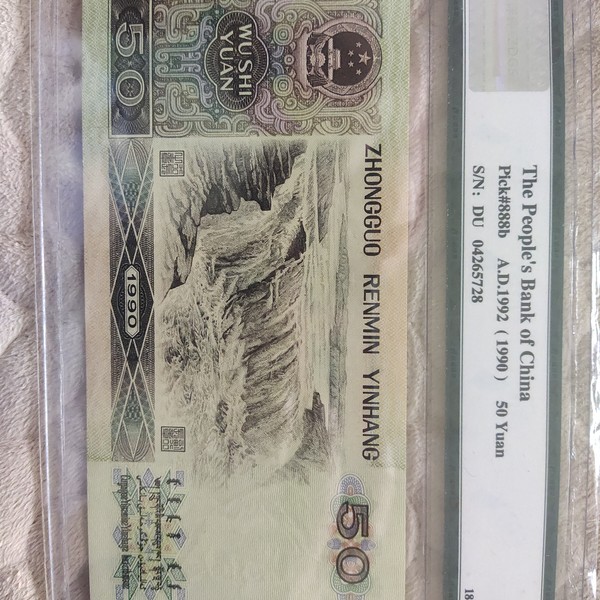 The People's Bank of China
Pick#888b A.D.1992 ( 1990 ) 50 Yuan
S/N: DU 04265728
18
ZHONGGUO RENMIN YINHANG
WUSHI
YUAN
50
1990
50